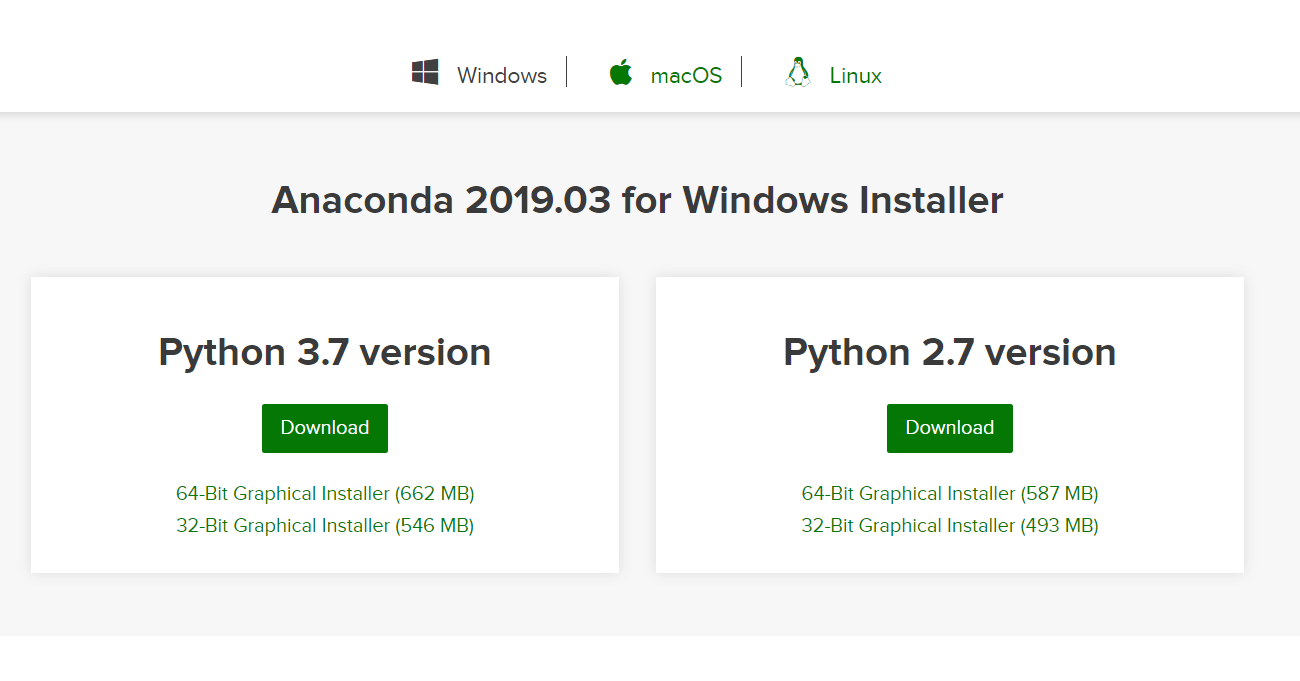 Windows macOS Linux
Anaconda 2019.03 for Windows Installer
Python 3.7 version
Download
64-Bit Graphical Installer (662 MB)
32-Bit Graphical Installer (546 MB)
Python 2.7 version
Download
64-Bit Graphical Installer (587 MB)
32-Bit Graphical Installer (493 MB)